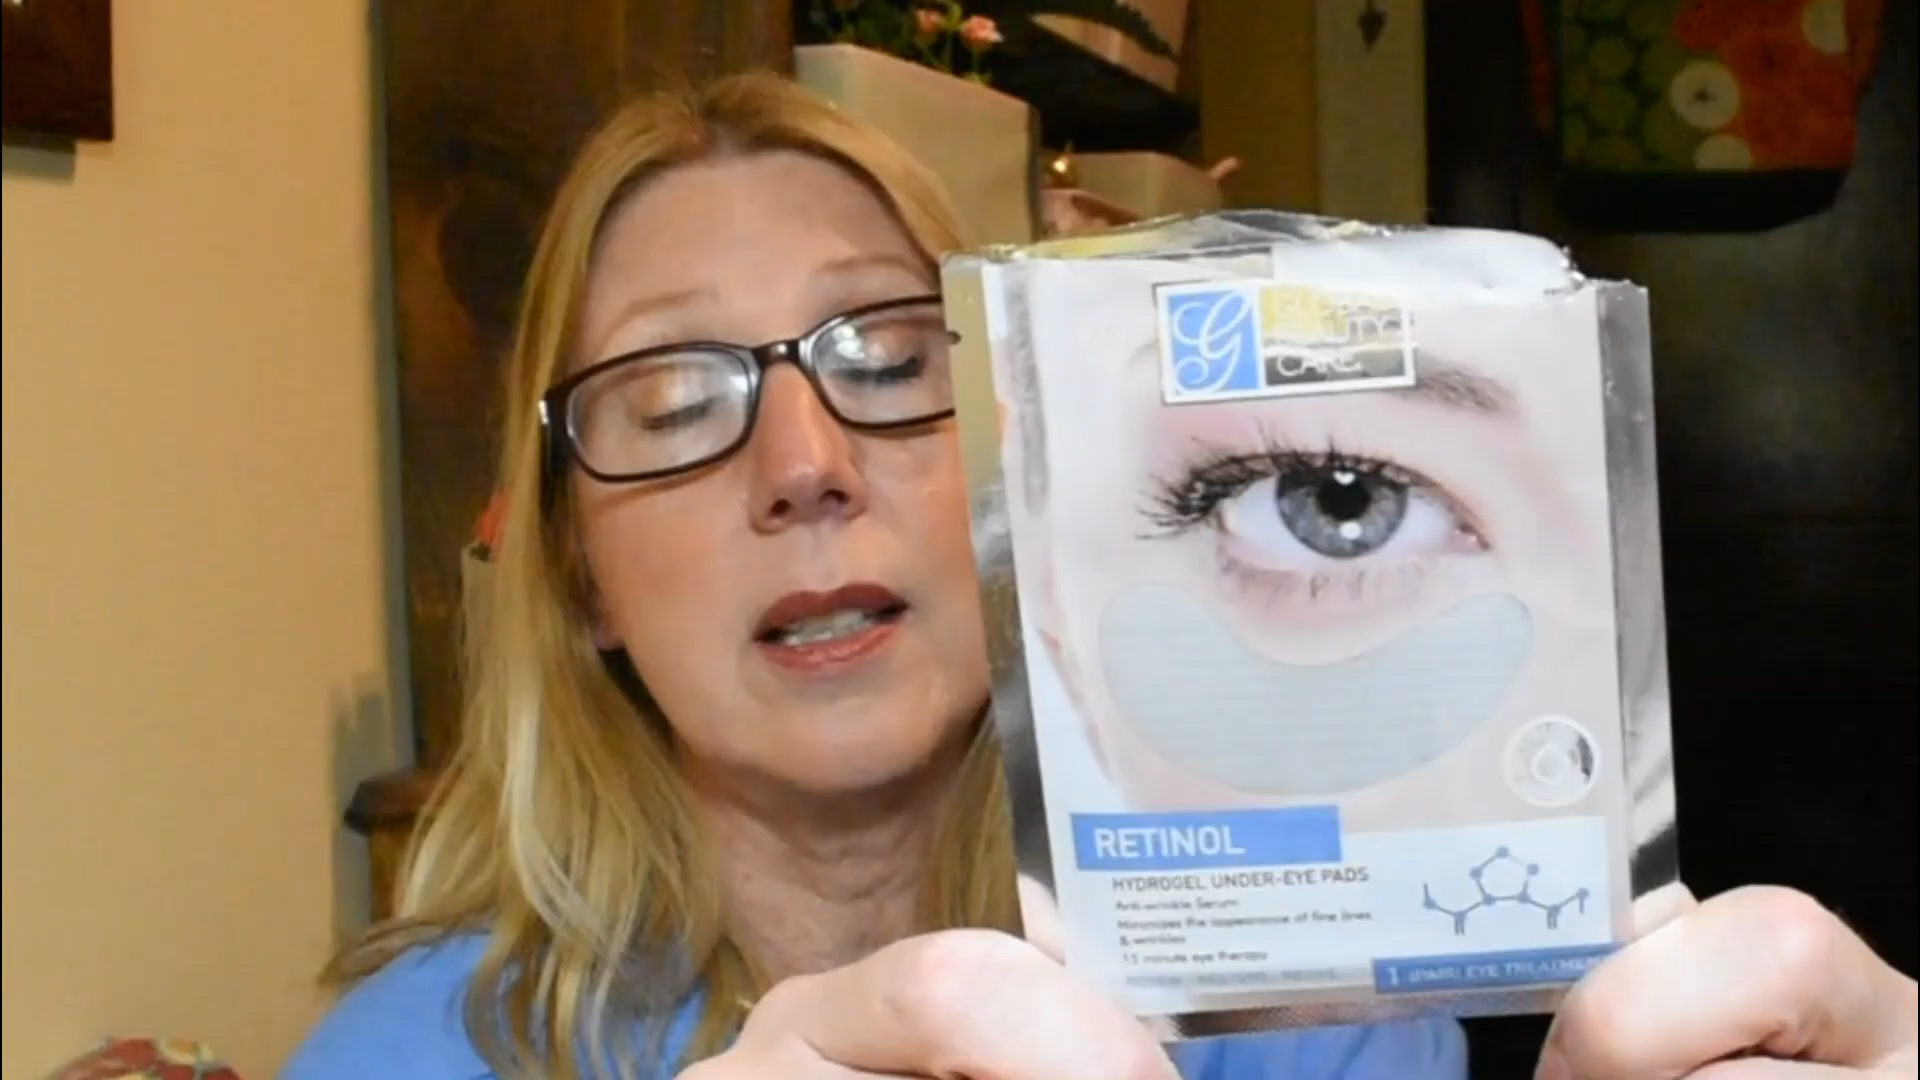 G
BEAUTY
CARE.
RETINOL
HYDROGEL UNDER-EYE PADS
Anti-wrinkle Serum
Minimizes the appearance of fine lines
& wrinkles
15 minute eye therapy
1 (PAIR) EYE TREATMENT